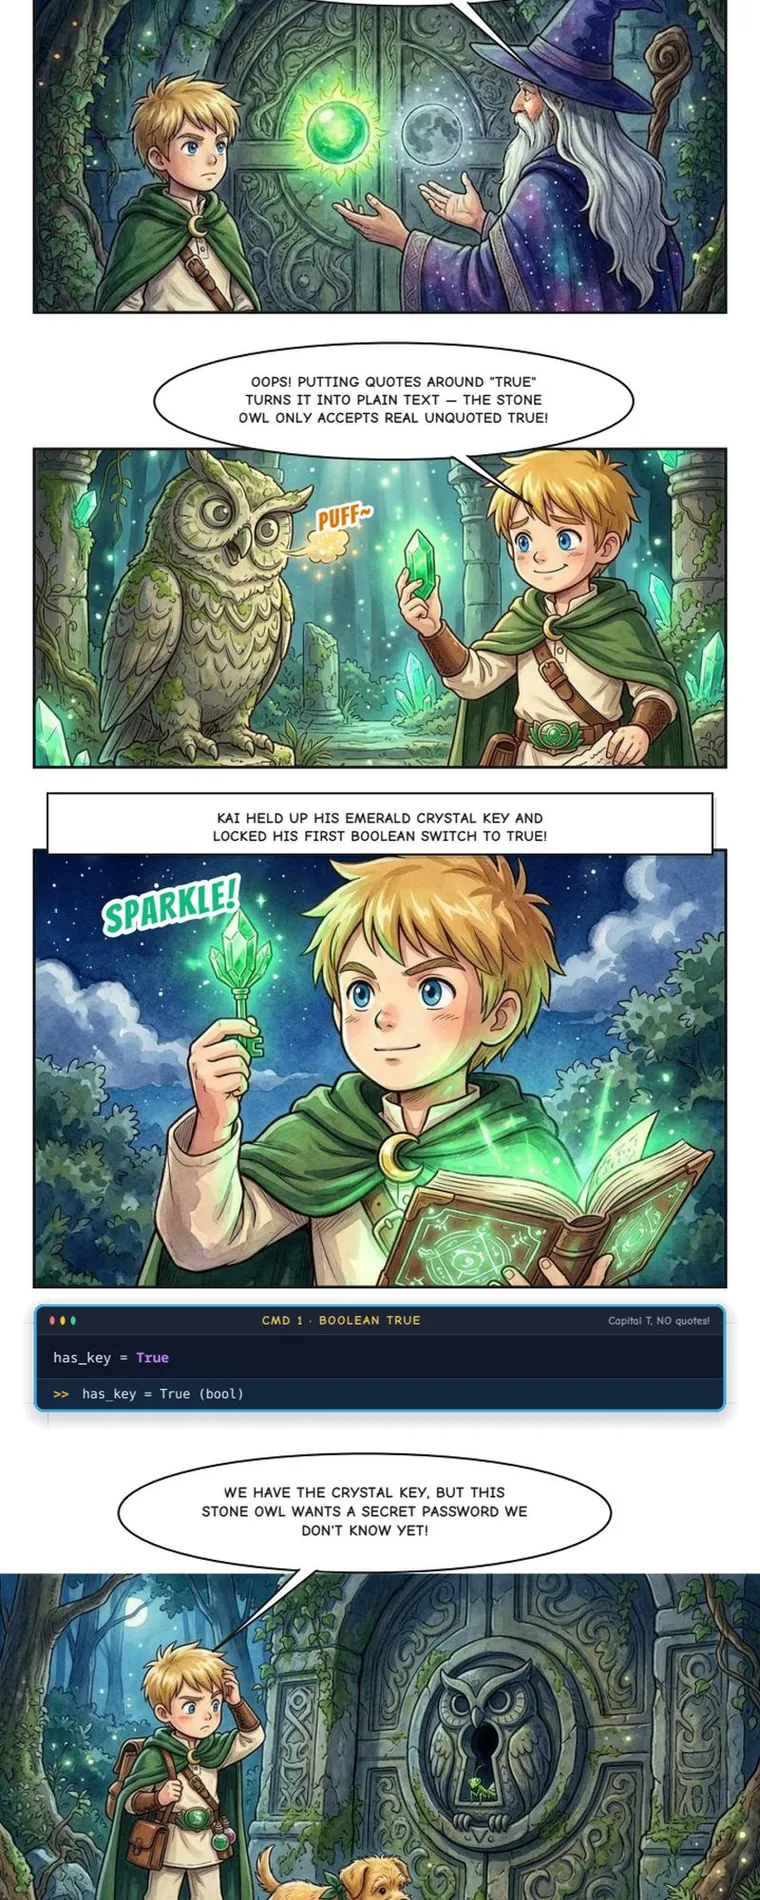 OOPS! PUTTING QUOTES AROUND "TRUE"
TURNS IT INTO PLAIN TEXT — THE STONE
OWL ONLY ACCEPTS REAL UNQUOTED TRUE!
PUFF~
KAI HELD UP HIS EMERALD CRYSTAL KEY AND
LOCKED HIS FIRST BOOLEAN SWITCH TO TRUE!
SPARKLE!
CMD 1 · BOOLEAN TRUE
Capital T, NO quotes!
has_key = True
>> has_key = True (bool)
WE HAVE THE CRYSTAL KEY, BUT THIS
STONE OWL WANTS A SECRET PASSWORD WE
DON'T KNOW YET!
S